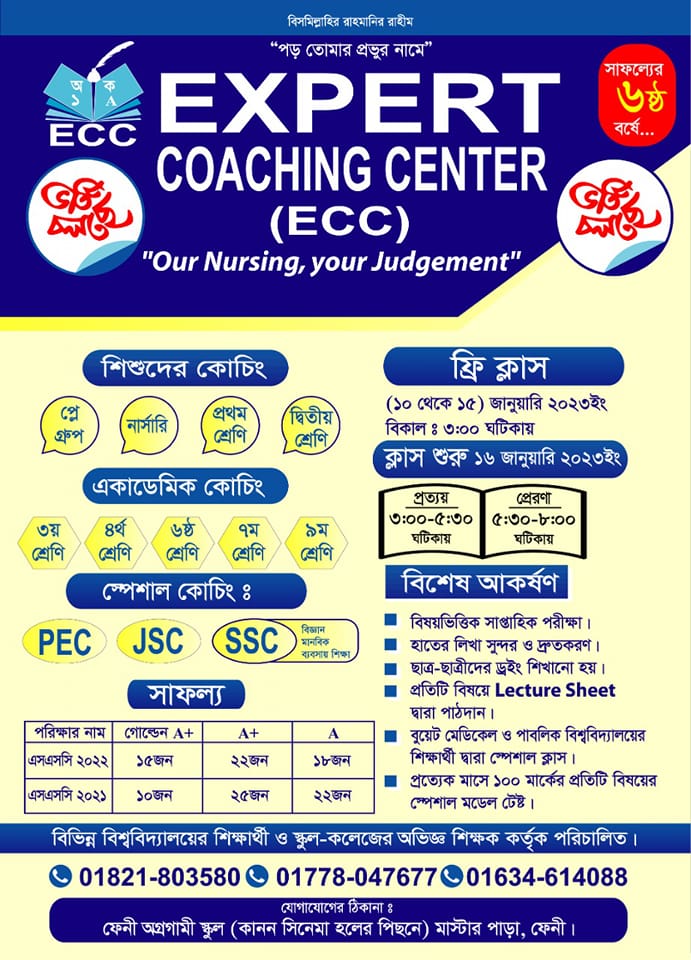 বিসমিল্লাহির রাহমানির রাহীম
“পড় তোমার প্রভুর নামে”
অ ক
১ A
ECC
EXPERT
COACHING CENTER
(ECC)
"Our Nursing, your Judgement"
সাফল্যের
৬ষ্ঠ
বর্ষে...
ভর্তি
চলছে
ভর্তি
চলছে
শিশুদের কোচিং
প্লে
গ্রুপ
নার্সারি
প্রথম
শ্রেণি
দ্বিতীয়
শ্রেণি
একাডেমিক কোচিং
৩য়
শ্রেণি
৪র্থ
শ্রেণি
৬ষ্ঠ
শ্রেণি
৭ম
শ্রেণি
৯ম
শ্রেণি
স্পেশাল কোচিং ঃ
PEC JSC SSC
বিজ্ঞান
মানবিক
ব্যবসায় শিক্ষা
সাফল্য
পরিক্ষার নাম গোল্ডেন A+ A+ A
এসএসসি ২০২২ ১৫জন ২২জন ১৮জন
এসএসসি ২০২১ ১০জন ২৫জন ২২জন
ফ্রি ক্লাস
(১০ থেকে ১৫) জানুয়ারি ২০২৩ইং
বিকাল ঃ ৩:০০ ঘটিকায়
ক্লাস শুরু ১৬ জানুয়ারি ২০২৩ইং
প্রত্যয়
৩:০০-৫:৩০
ঘটিকায়
প্রেরণা
৫:৩০-৮:০০
ঘটিকায়
বিশেষ আকর্ষণ
বিষয়ভিত্তিক সাপ্তাহিক পরীক্ষা।
হাতের লিখা সুন্দর ও দ্রুতকরণ।
ছাত্র-ছাত্রীদের ড্রইং শিখানো হয়।
প্রতিটি বিষয়ে Lecture Sheet
দ্বারা পাঠদান।
বুয়েট মেডিকেল ও পাবলিক বিশ্ববিদ্যালয়ের
শিক্ষার্থী দ্বারা স্পেশাল ক্লাস।
প্রত্যেক মাসে ১০০ মার্কের প্রতিটি বিষয়ের
স্পেশাল মডেল টেষ্ট।
বিভিন্ন বিশ্ববিদ্যালয়ের শিক্ষার্থী ও স্কুল-কলেজের অভিজ্ঞ শিক্ষক কর্তৃক পরিচালিত।
01821-803580 01778-047677 01634-614088
যোগাযোগের ঠিকানা ঃ
ফেনী অগ্রগামী স্কুল (কানন সিনেমা হলের পিছনে) মাস্টার পাড়া, ফেনী।